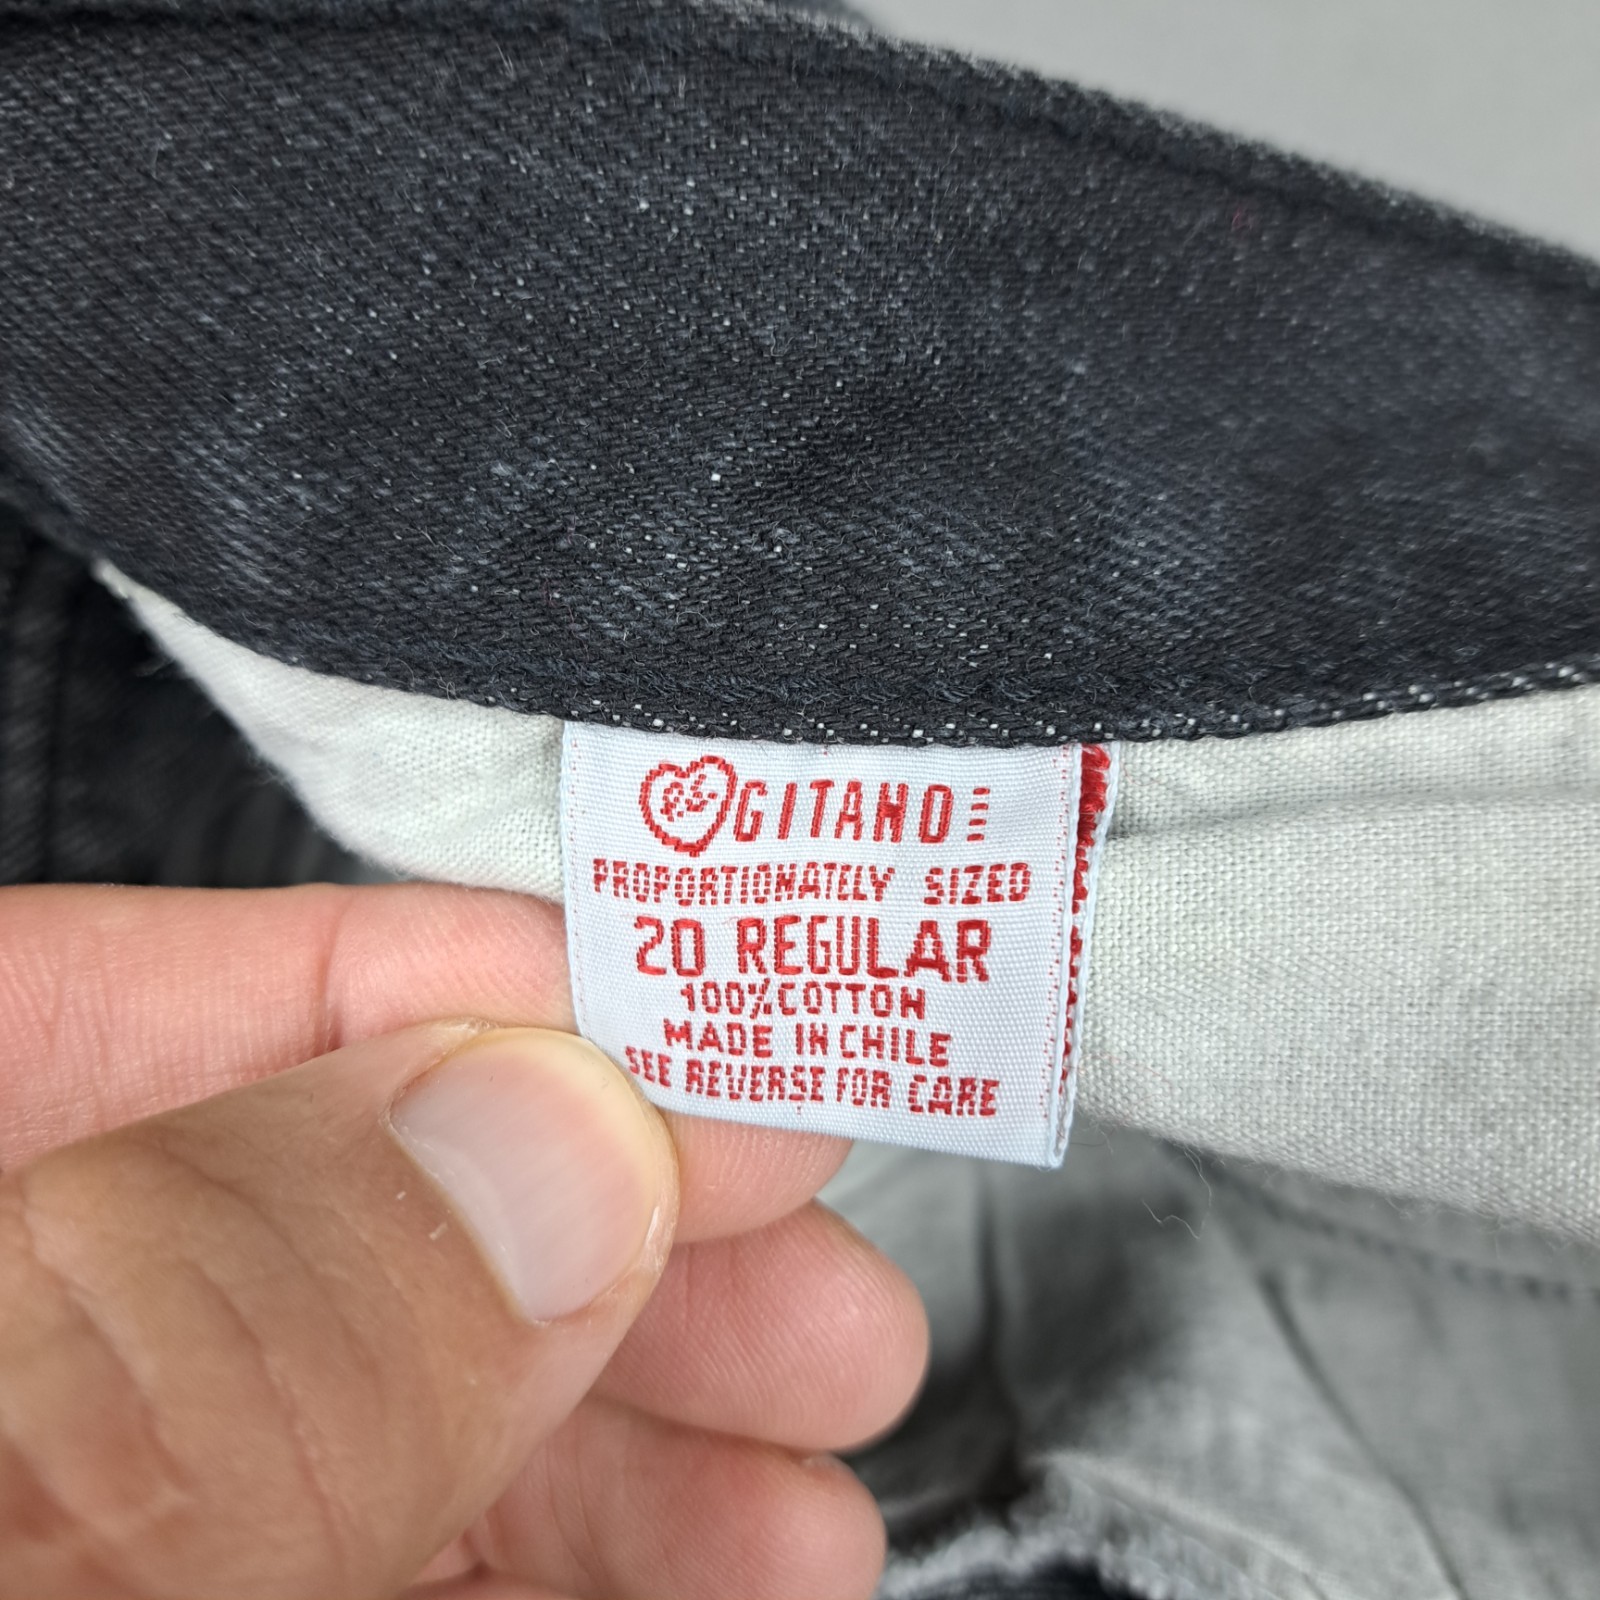 GITANO
PROPORTIONATELY SIZED
20 REGULAR
100% COTTON
MADE IN CHILE
SEE REVERSE FOR CARE